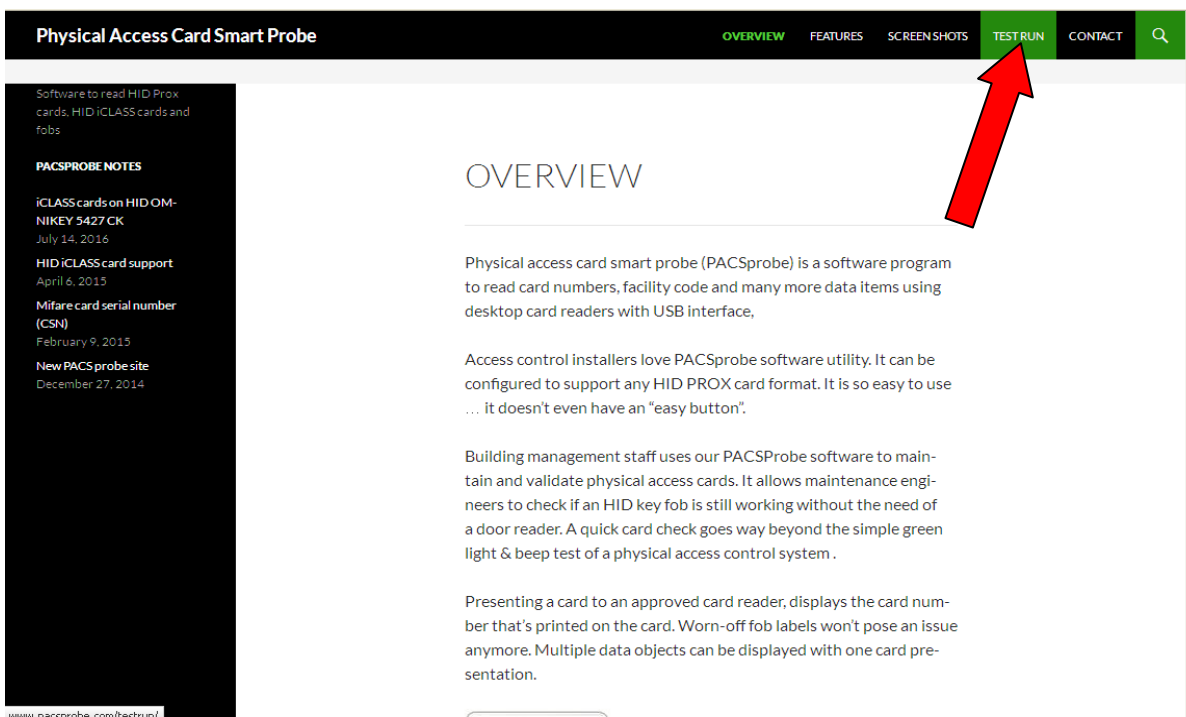 Physical Access Card Smart Probe
OVERVIEW FEATURES SCREEN SHOTS TEST RUN CONTACT
Software to read HID Prox
cards, HID iCLASS cards and
fobs
PACSPROBE NOTES
iCLASS cards on HID OM-
NIKEY 5427 CK
July 14, 2016
HID iCLASS card support
April 6, 2015
Mifare card serial number
(CSN)
February 9, 2015
New PACS probe site
December 27, 2014
OVERVIEW
Physical access card smart probe (PACSprobe) is a software program
to read card numbers, facility code and many more data items using
desktop card readers with USB interface,
Access control installers love PACSprobe software utility. It can be
configured to support any HID PROX card format. It is so easy to use
… it doesn’t even have an “easy button”.
Building management staff uses our PACSProbe software to main-
tain and validate physical access cards. It allows maintenance engi-
neers to check if an HID key fob is still working without the need of
a door reader. A quick card check goes way beyond the simple green
light & beep test of a physical access control system .
Presenting a card to an approved card reader, displays the card num-
ber that’s printed on the card. Worn-off fob labels won’t pose an issue
anymore. Multiple data objects can be displayed with one card pre-
sentation.
www.pacsprobe.com/testrun/